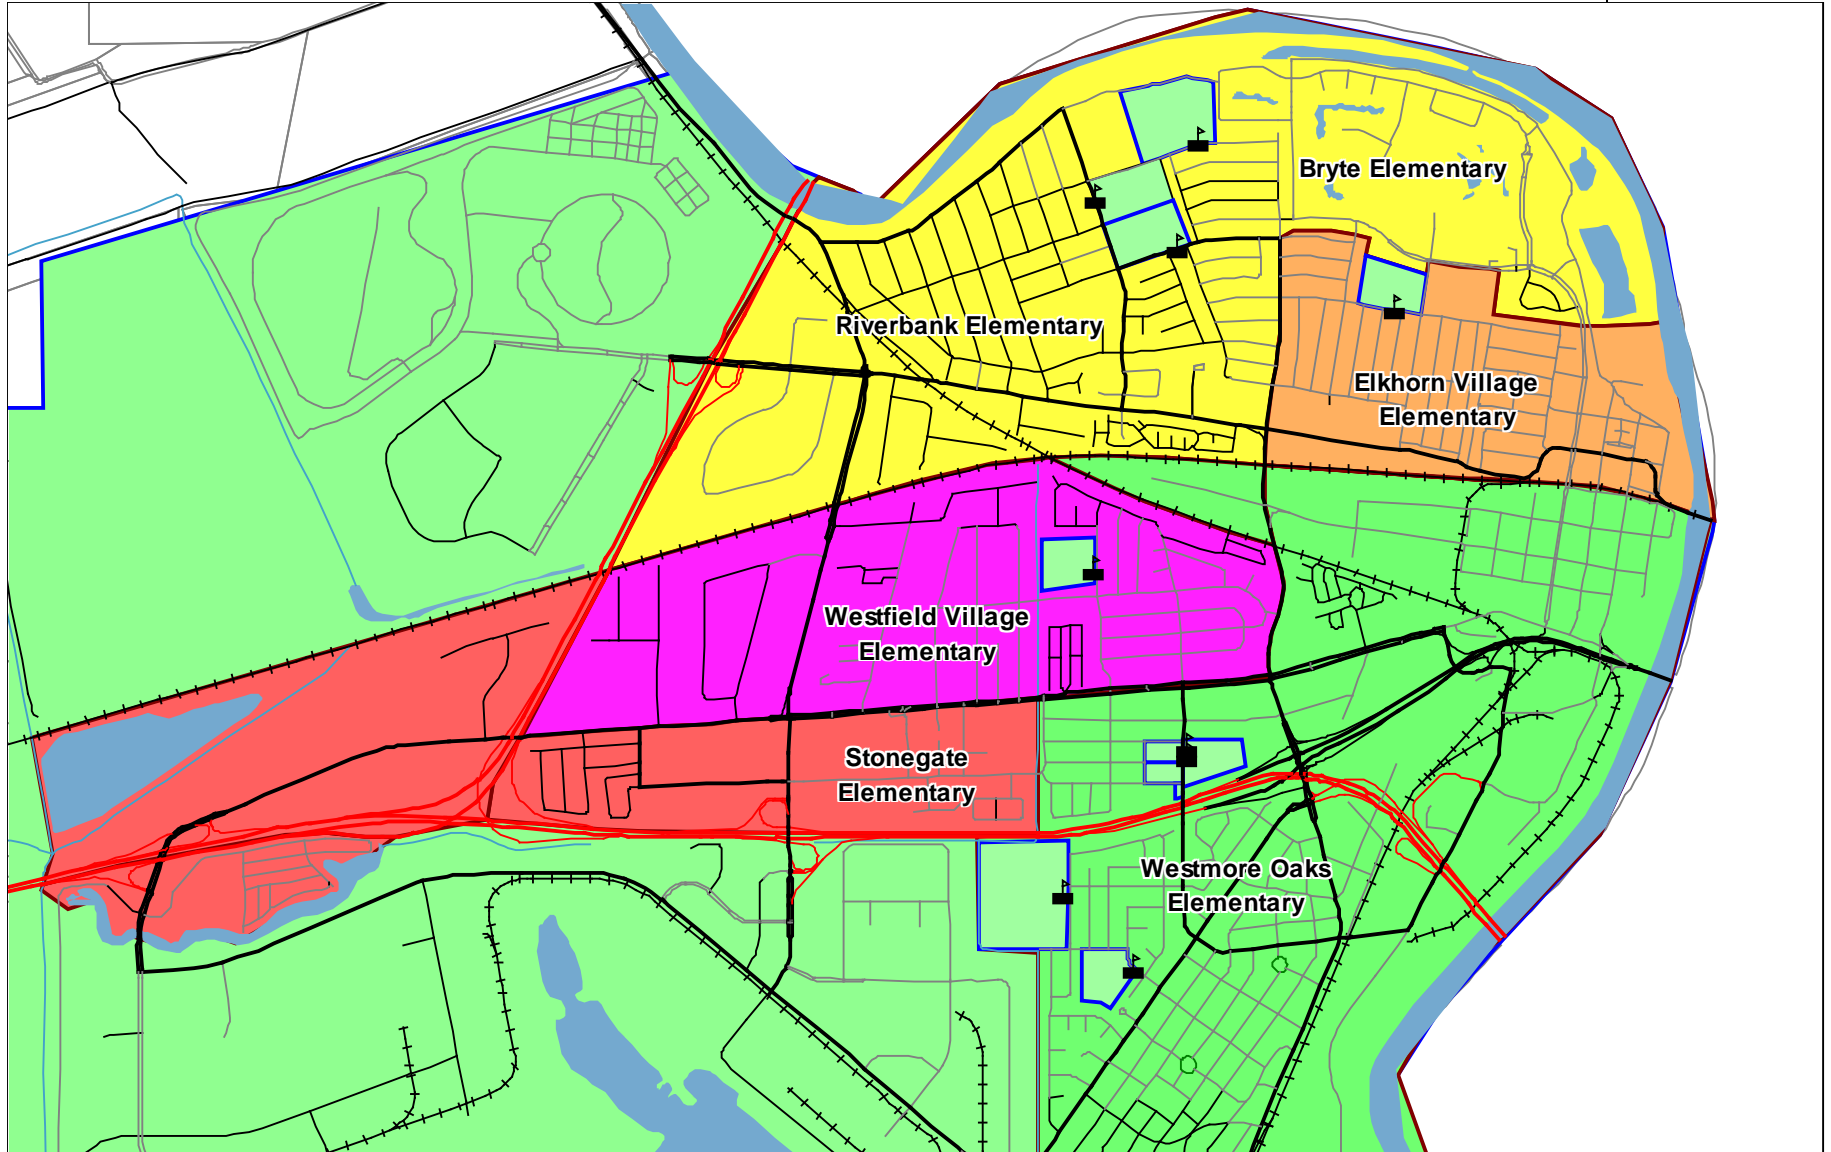 Bryte Elementary
Riverbank Elementary
Elkhorn Village
Elementary
Westfield Village
Elementary
Stonegate
Elementary
Westmore Oaks
Elementary